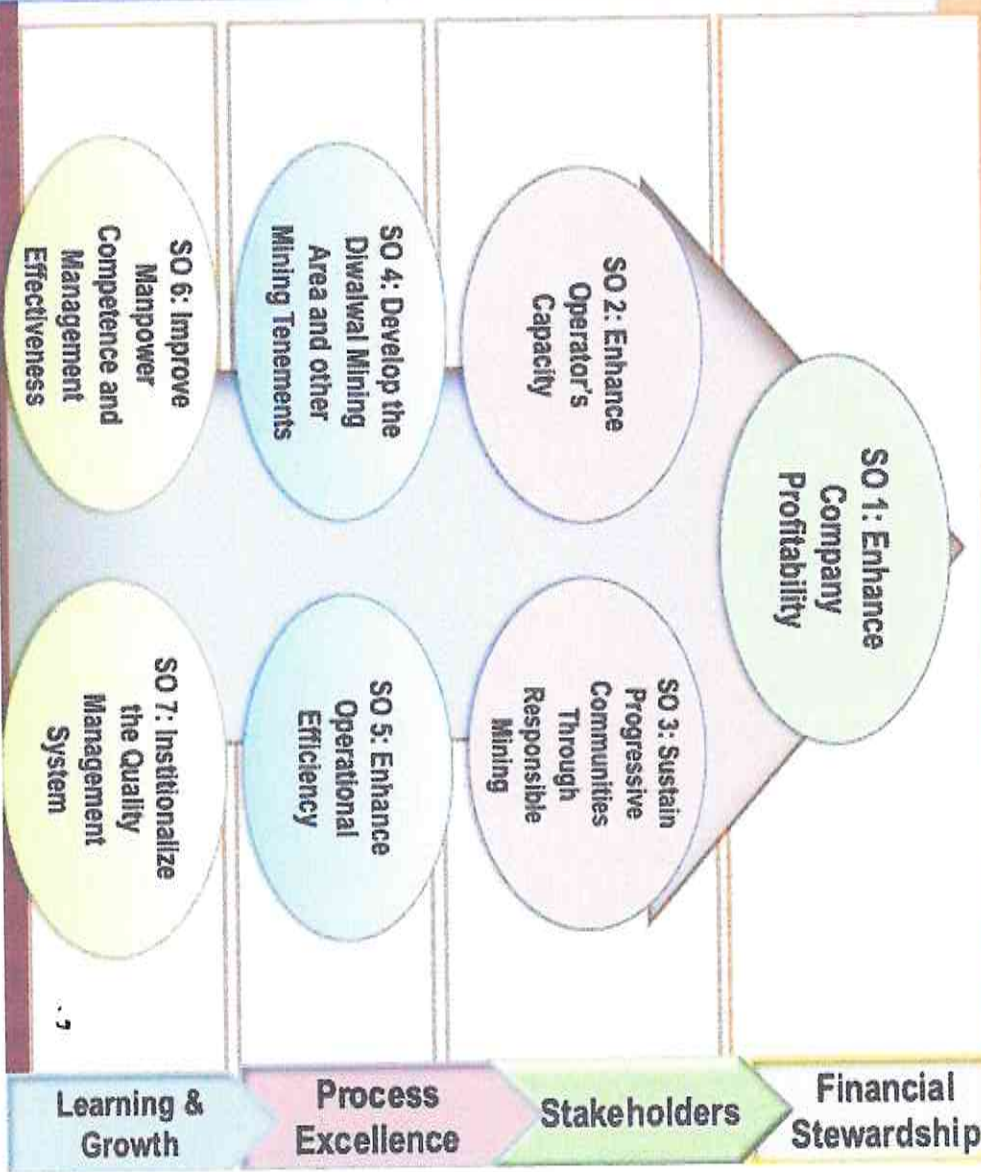 SO 1: Enhance
Company
Profitability
SO 2: Enhance
Operator's
Capacity
SO 3: Sustain
Progressive
Communities
Through
Responsible
Mining
SO 4: Develop the
Diwalwal Mining
Area and other
Mining Tenements
SO 5: Enhance
Operational
Efficiency
SO 6: Improve
Manpower
Competence and
Management
Effectiveness
SO 7: Institionalize
the Quality
Management
System
Financial
Stewardship
Stakeholders
Process
Excellence
Learning &
Growth